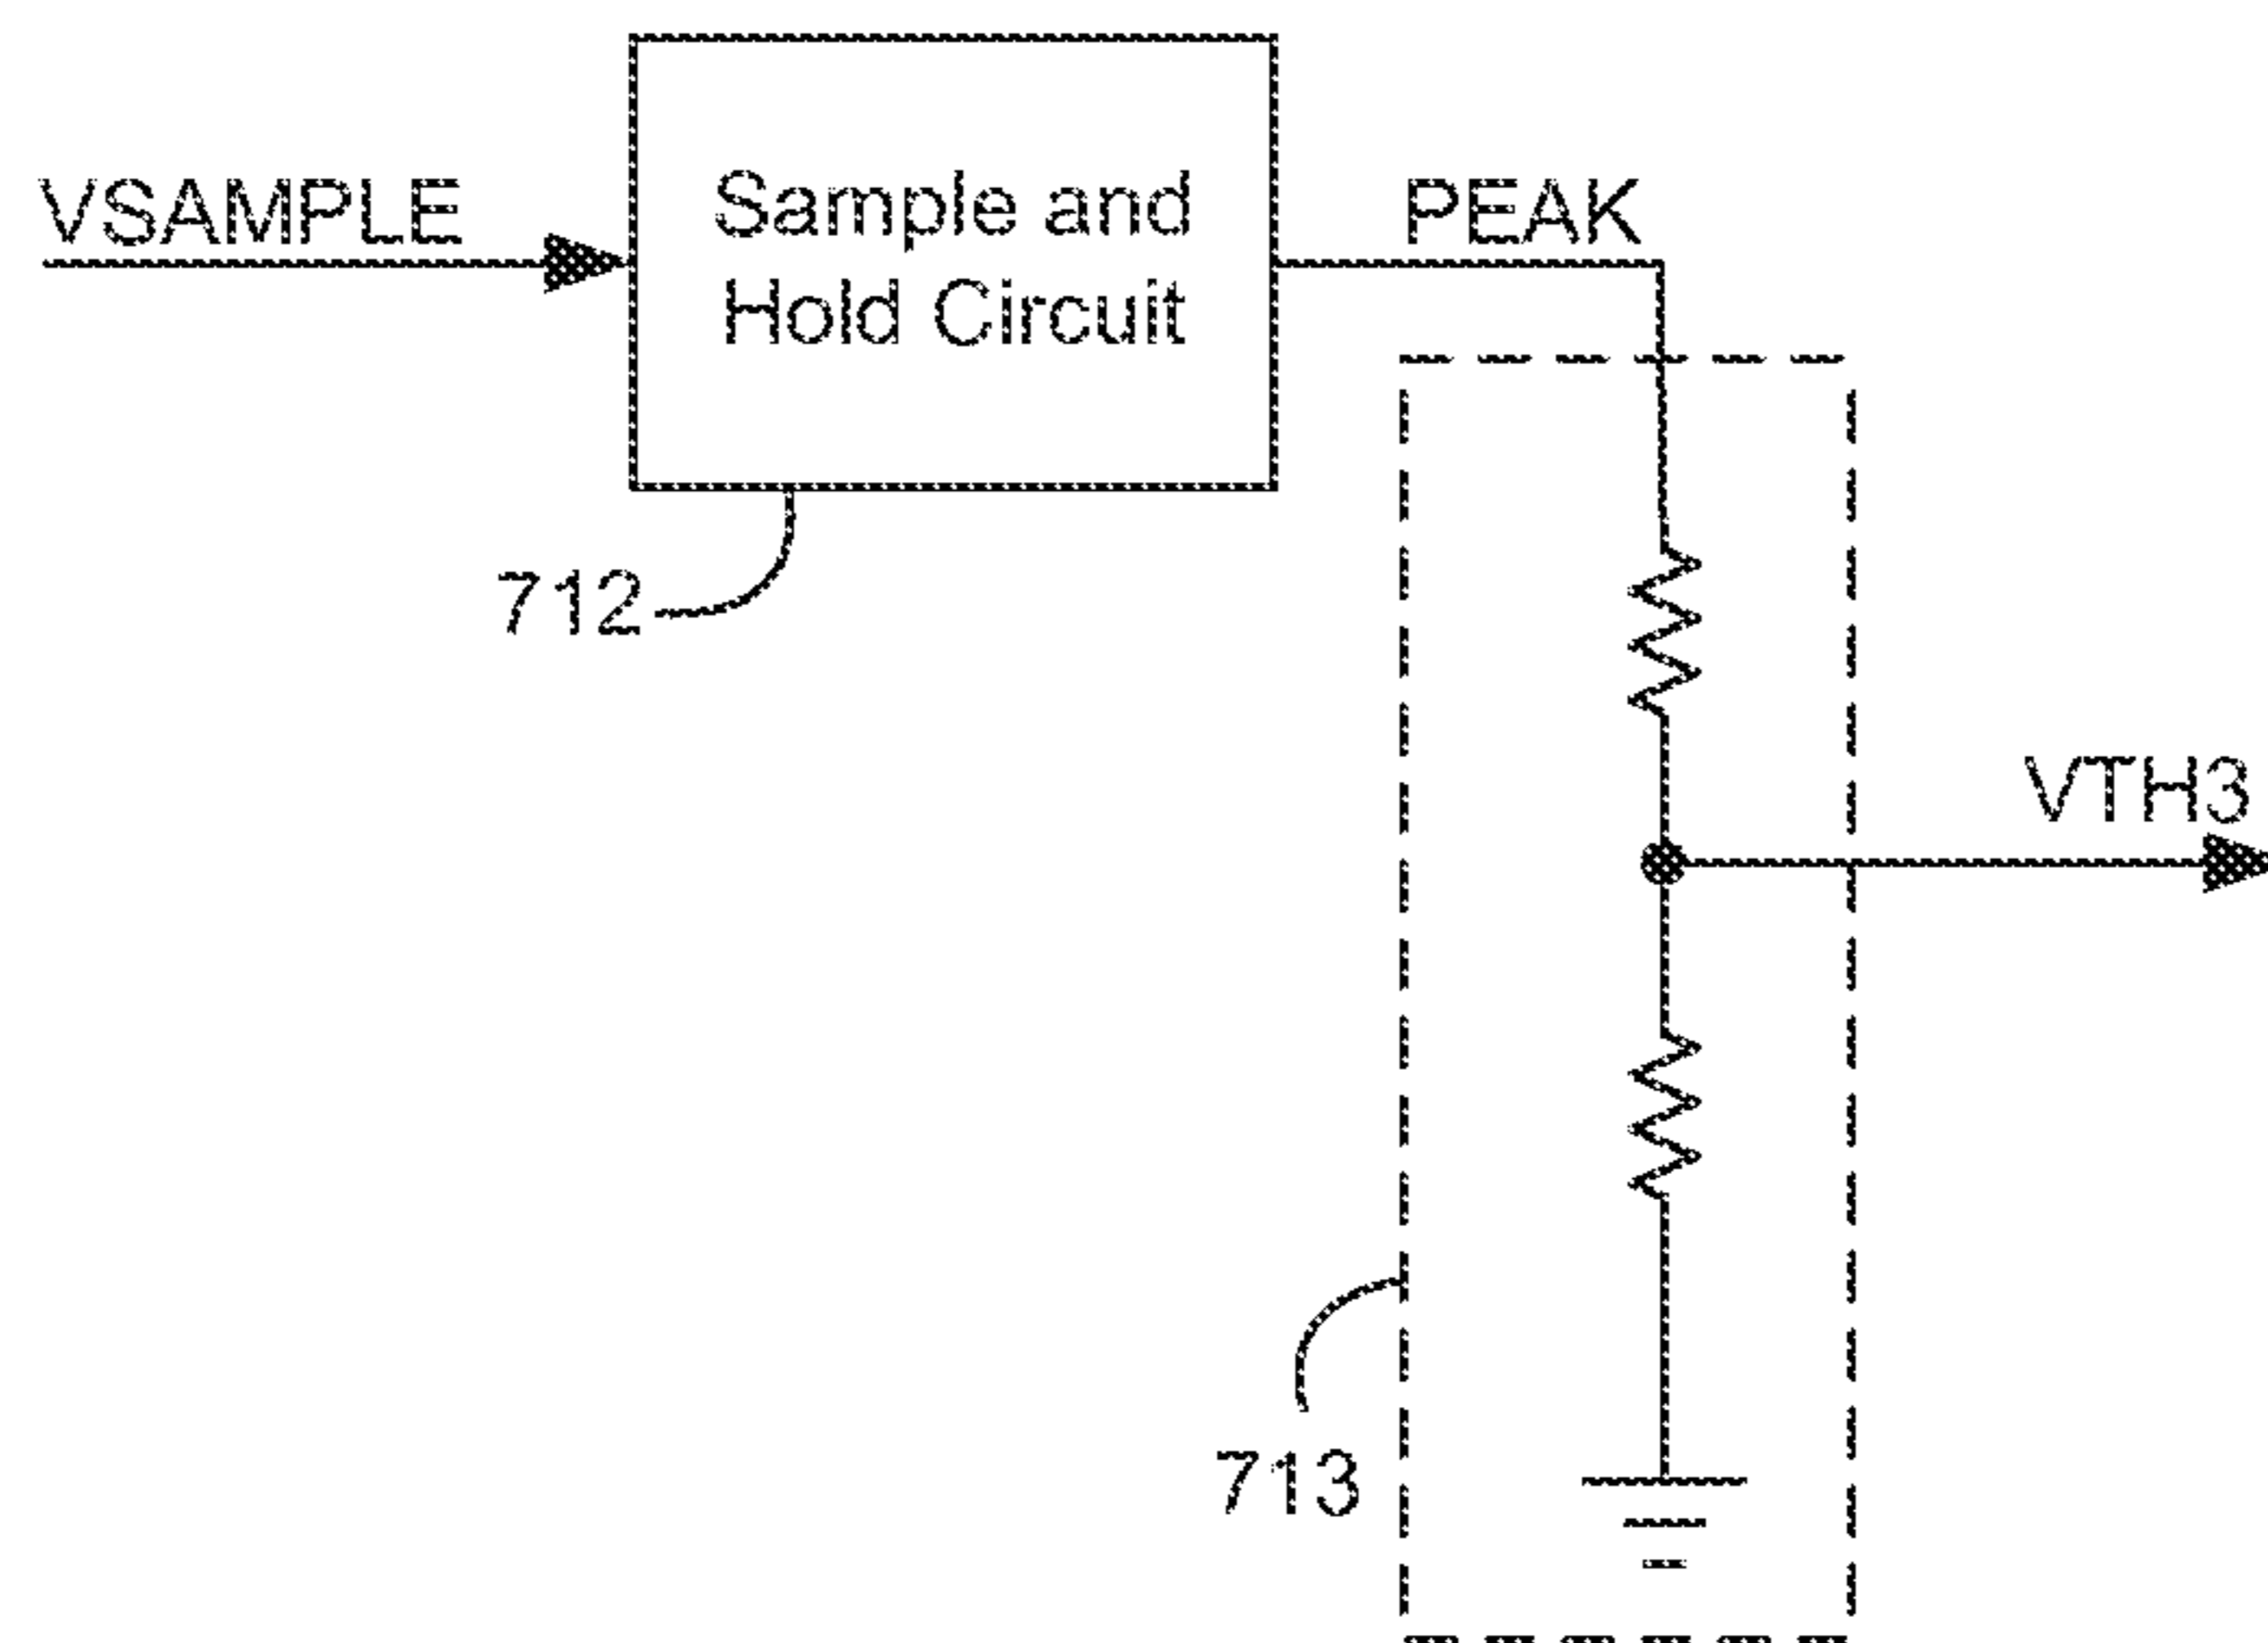 VSAMPLE
Sample and
Hold Circuit
PEAK
712
VTH3
713